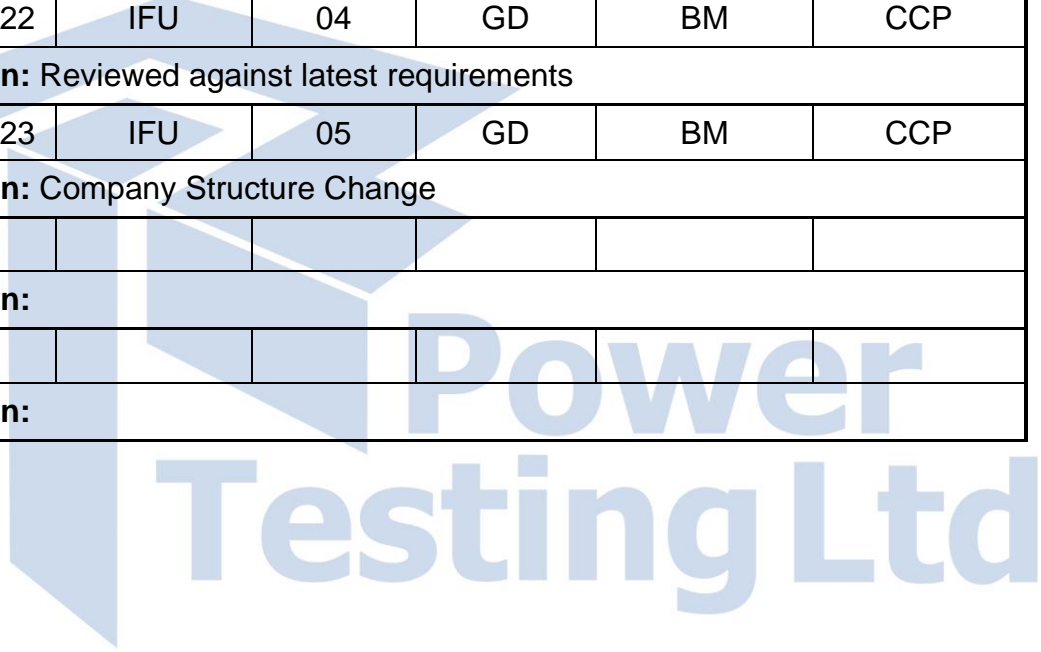 22 IFU 04 GD BM CCP
n: Reviewed against latest requirements
23 IFU 05 GD BM CCP
n: Company Structure Change
n:
n:
Power
Testing Ltd